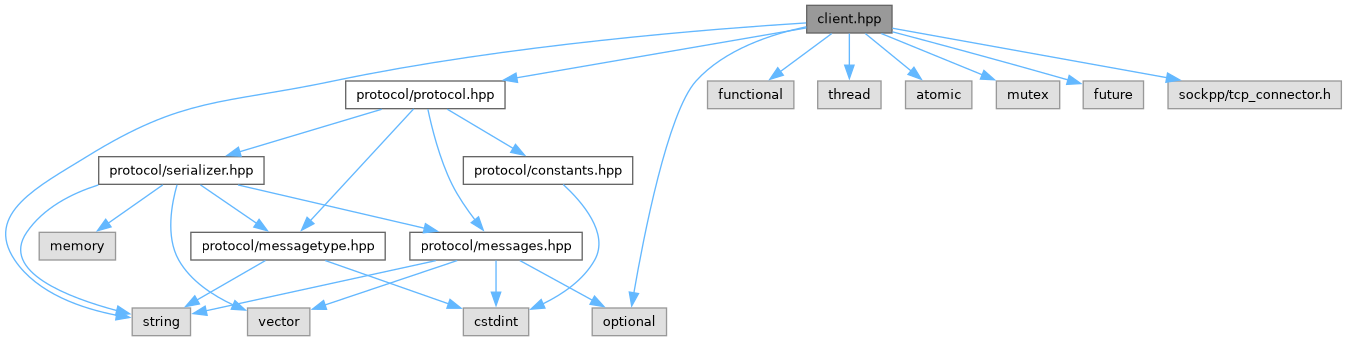 client.hpp
protocol/protocol.hpp
functional
thread
atomic
mutex
future
sockpp/tcp_connector.h
protocol/serializer.hpp
protocol/constants.hpp
memory
protocol/messagetype.hpp
protocol/messages.hpp
string
vector
cstdint
optional